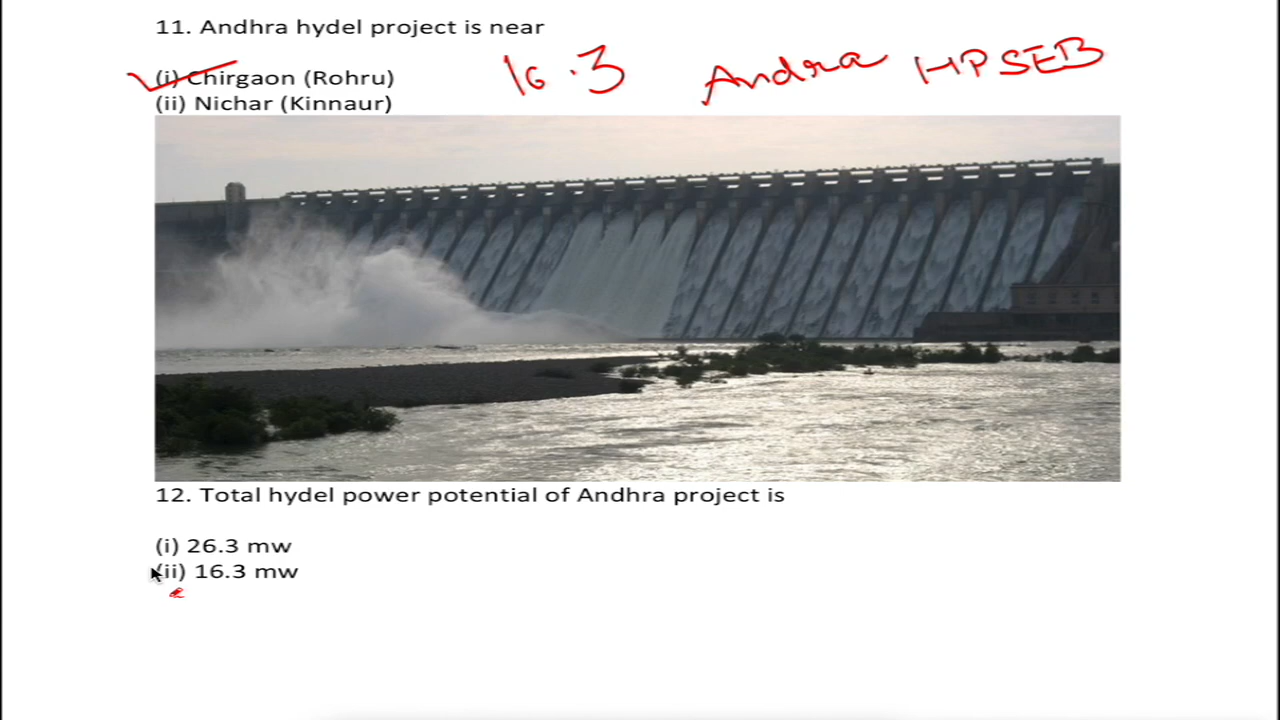 11. Andhra hydel project is near
(i) Chirgaon (Rohru) 16.3 Andra HPSEB
(ii) Nichar (Kinnaur)
12. Total hydel power potential of Andhra project is
(i) 26.3 mw
(ii) 16.3 mw